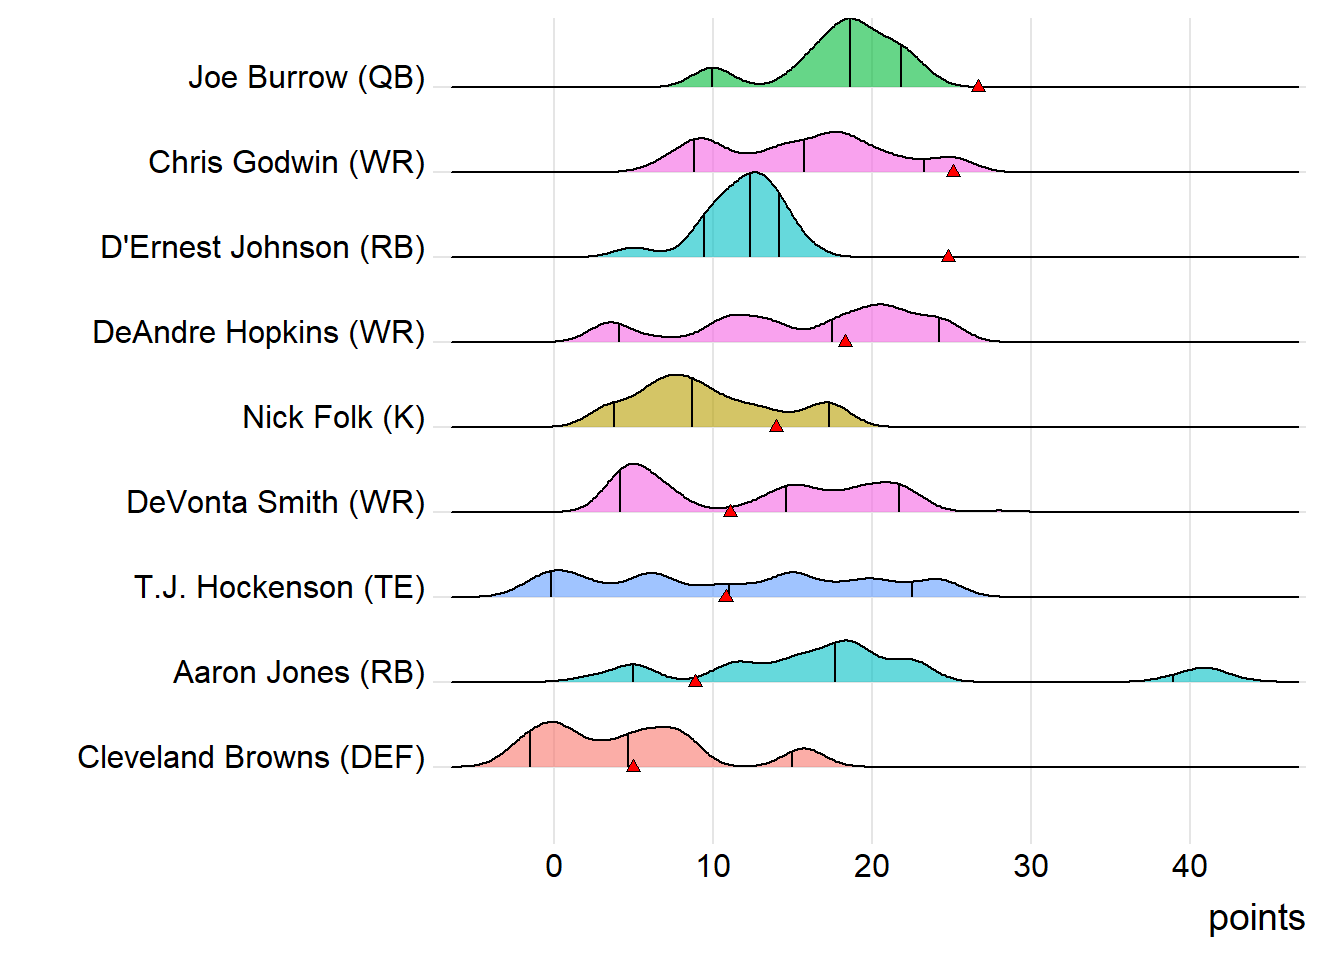 Joe Burrow (QB)
Chris Godwin (WR)
D'Ernest Johnson (RB)
DeAndre Hopkins (WR)
Nick Folk (K)
DeVonta Smith (WR)
T.J. Hockenson (TE)
Aaron Jones (RB)
Cleveland Browns (DEF)
0 10 20 30 40
points